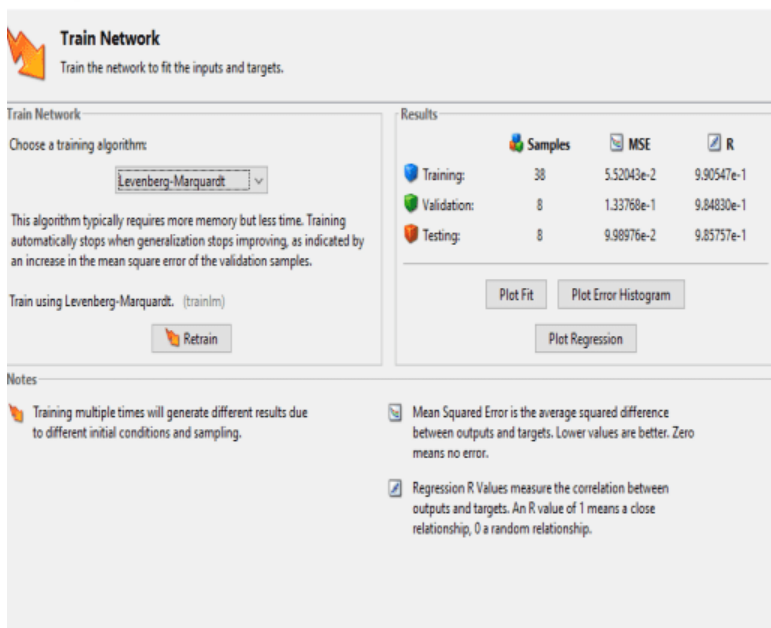 Train Network
Train the network to fit the inputs and targets.
Train Network
Choose a training algorithm:
Levenberg-Marquardt
This algorithm typically requires more memory but less time. Training
automatically stops when generalization stops improving, as indicated by
an increase in the mean square error of the validation samples.
Train using Levenberg-Marquardt. (trainlm)
Retrain
Results
Samples MSE R
Training: 38 5.52043e-2 9.90547e-1
Validation: 8 1.33768e-1 9.84830e-1
Testing: 8 9.98976e-2 9.85757e-1
Plot Fit Plot Error Histogram
Plot Regression
Notes
Training multiple times will generate different results due
to different initial conditions and sampling.
Mean Squared Error is the average squared difference
between outputs and targets. Lower values are better. Zero
means no error.
Regression R Values measure the correlation between
outputs and targets. An R value of 1 means a close
relationship, 0 a random relationship.